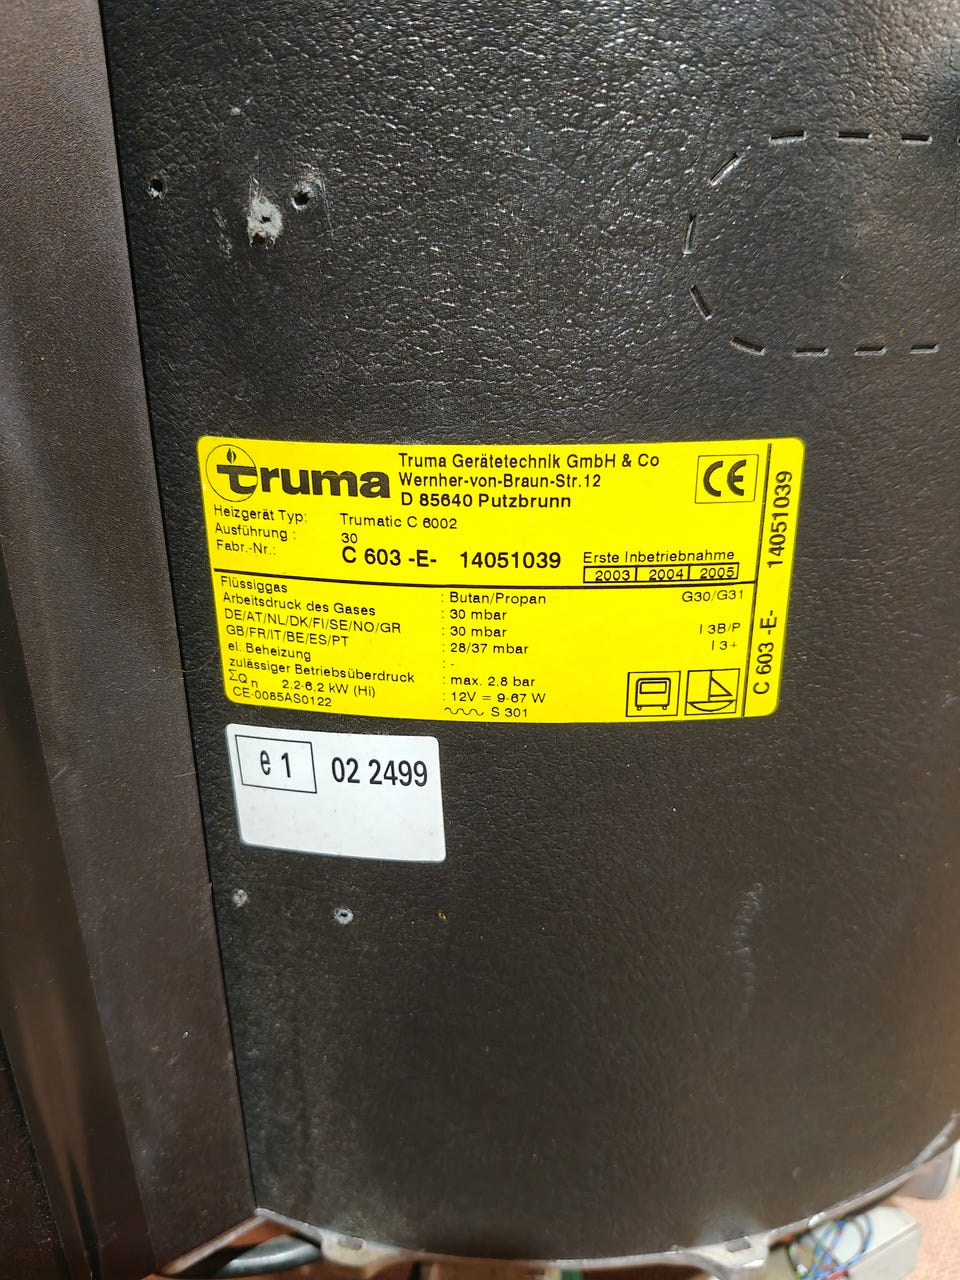 truma
Truma Gerätetechnik GmbH & Co
Wernher-von-Braun-Str.12
D 85640 Putzbrunn
CE
Heizgerät Typ: Trumatic C 6002
Ausführung : 30
Fabr.-Nr.: C 603 -E- 14051039
Erste Inbetriebnahme
2003 2004 2005
Flüssiggas : Butan/Propan G30/G31
Arbeitsdruck des Gases : 30 mbar
DE/AT/NL/DK/FI/SE/NO/GR : 30 mbar I 3B/P
GB/FR/IT/BE/ES/PT : 28/37 mbar I 3+
el. Beheizung : -
zulässiger Betriebsüberdruck : max. 2.8 bar
ΣQn 2.2-6.2 kW (Hi) : 12V = 9-67 W
CE-0085AS0122 S 301
C 603 -E- 14051039
e 1 02 2499